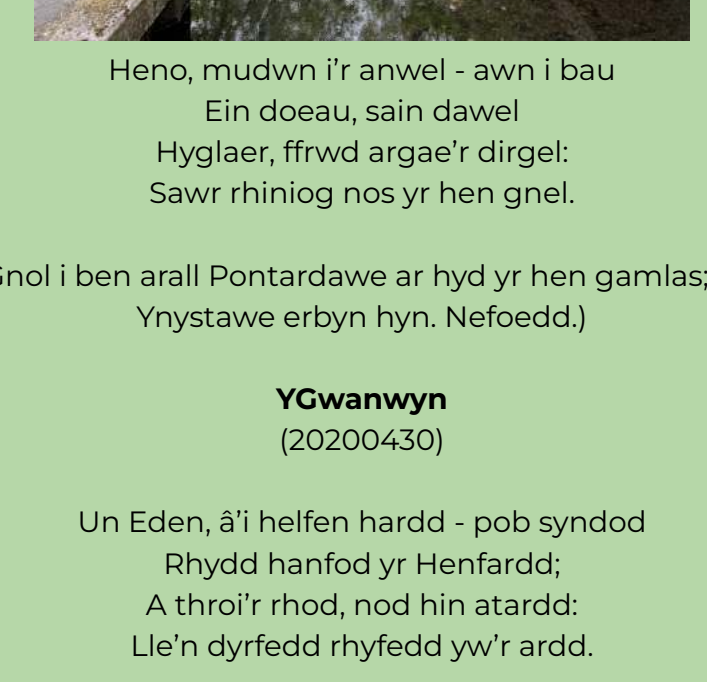 Heno, mudwn i’r anwel - awn i bau
Ein doeau, sain dawel
Hyglaer, ffrwd argae’r dirgel:
Sawr rhiniog nos yr hen gnel.
Gnol i ben arall Pontardawe ar hyd yr hen gamlas;
Ynystawe erbyn hyn. Nefoedd.)
YGwanwyn
(20200430)
Un Eden, â’i helfen hardd - pob syndod
Rhydd hanfod yr Henfardd;
A throi’r rhod, nod hin atardd:
Lle’n dyrfedd rhyfedd yw’r ardd.